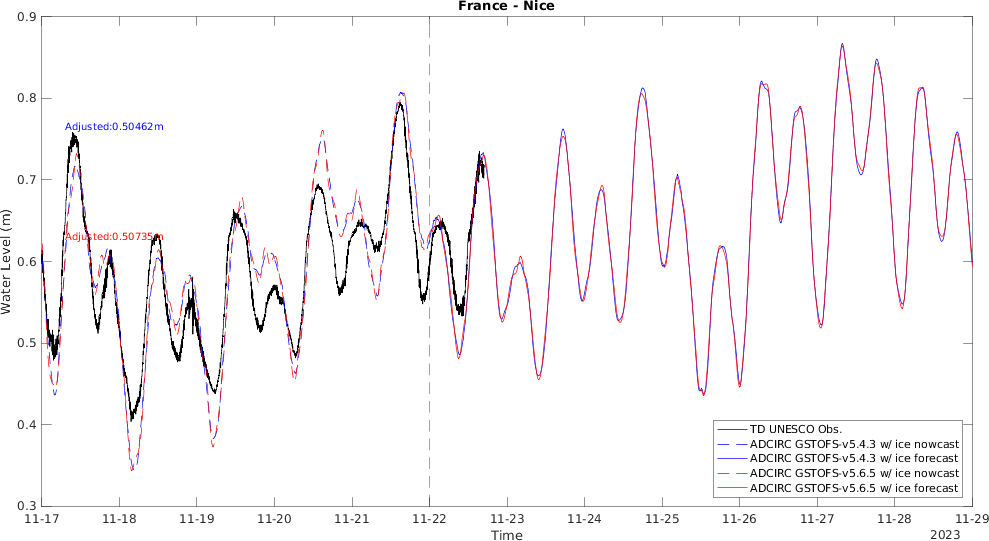 France - Nice
Water Level (m)
0.9
0.8
0.7
0.6
0.5
0.4
0.3
Adjusted:0.50462m
Adjusted:0.50735m
TD UNESCO Obs.
ADCIRC GSTOFS-v5.4.3 w/ ice nowcast
ADCIRC GSTOFS-v5.4.3 w/ ice forecast
ADCIRC GSTOFS-v5.6.5 w/ ice nowcast
ADCIRC GSTOFS-v5.6.5 w/ ice forecast
11-17 11-18 11-19 11-20 11-21 11-22 11-23 11-24 11-25 11-26 11-27 11-28 11-29
Time
2023